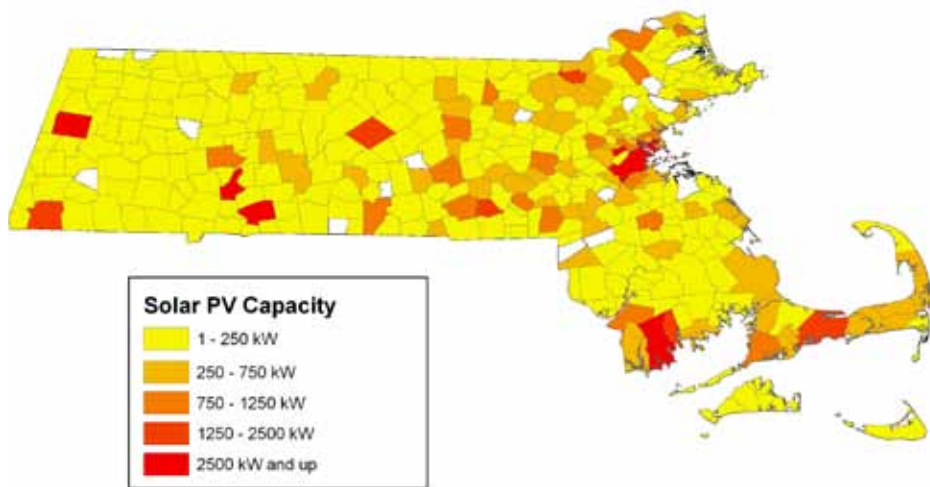 Solar PV Capacity
1 - 250 kW
250 - 750 kW
750 - 1250 kW
1250 - 2500 kW
2500 kW and up